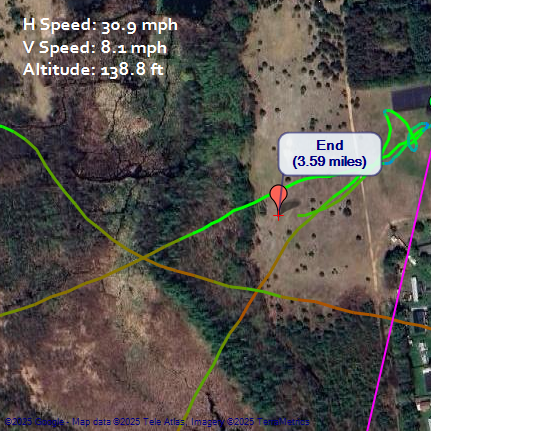 H Speed: 30.9 mph
V Speed: 8.1 mph
Altitude: 138.8 ft
End
(3.59 miles)
©2025 Google - Map data ©2025 Tele Atlas, Imagery ©2025 TerraMetrics